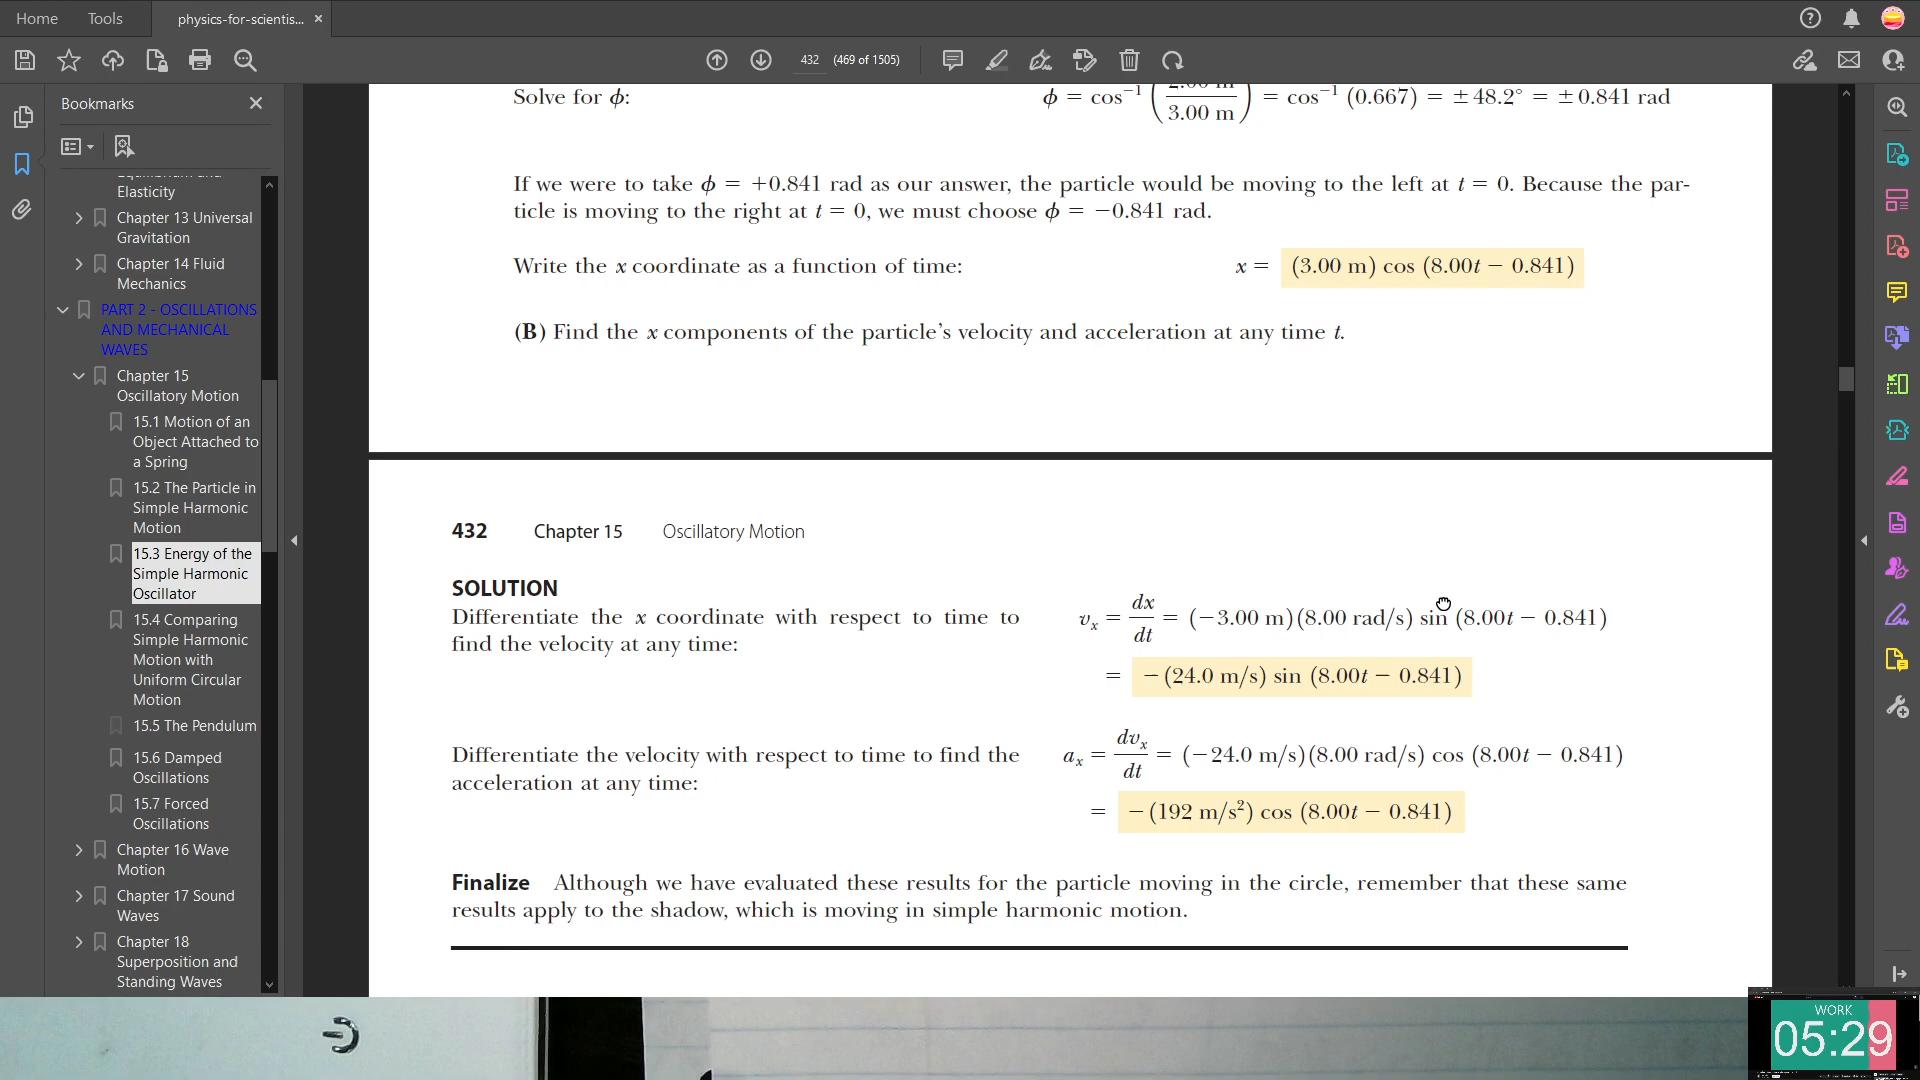 Home
Tools
physics-for-scientis...
432
(469 of 1505)
Bookmarks
Elasticity
Chapter 13 Universal
Gravitation
Chapter 14 Fluid
Mechanics
PART 2 - OSCILLATIONS
AND MECHANICAL
WAVES
Chapter 15
Oscillatory Motion
15.1 Motion of an
Object Attached to
a Spring
15.2 The Particle in
Simple Harmonic
Motion
15.3 Energy of the
Simple Harmonic
Oscillator
15.4 Comparing
Simple Harmonic
Motion with
Uniform Circular
Motion
15.5 The Pendulum
15.6 Damped
Oscillations
15.7 Forced
Oscillations
Chapter 16 Wave
Motion
Chapter 17 Sound
Waves
Chapter 18
Superposition and
Standing Waves
Solve for ϕ: ϕ = cos⁻¹ (2.00 m / 3.00 m) = cos⁻¹ (0.667) = ±48.2° = ±0.841 rad
If we were to take ϕ = +0.841 rad as our answer, the particle would be moving to the left at t = 0. Because the par-
ticle is moving to the right at t = 0, we must choose ϕ = −0.841 rad.
Write the x coordinate as a function of time: x = (3.00 m) cos (8.00t − 0.841)
(B) Find the x components of the particle's velocity and acceleration at any time t.
432 Chapter 15 Oscillatory Motion
SOLUTION
Differentiate the x coordinate with respect to time to
find the velocity at any time:
vₓ = dx/dt = (−3.00 m)(8.00 rad/s) sin (8.00t − 0.841)
= −(24.0 m/s) sin (8.00t − 0.841)
Differentiate the velocity with respect to time to find the
acceleration at any time:
aₓ = dvₓ/dt = (−24.0 m/s)(8.00 rad/s) cos (8.00t − 0.841)
= −(192 m/s²) cos (8.00t − 0.841)
Finalize Although we have evaluated these results for the particle moving in the circle, remember that these same
results apply to the shadow, which is moving in simple harmonic motion.
WORK
05:29